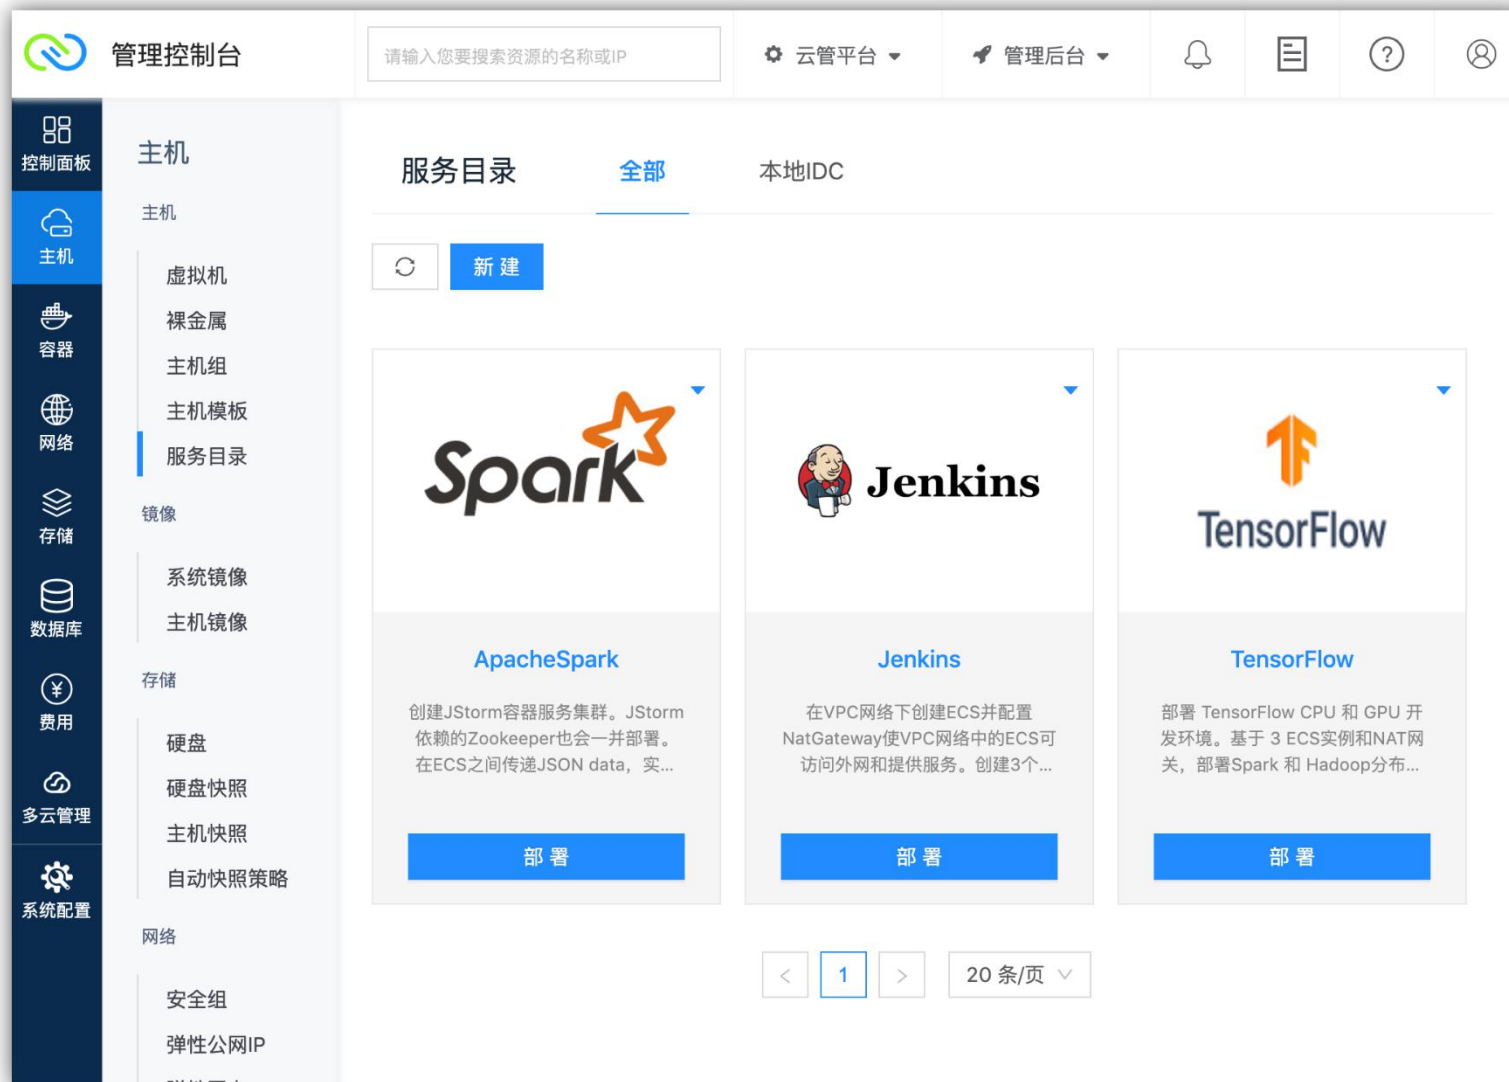 管理控制台
请输入您要搜索资源的名称或IP
云管平台
管理后台
控制面板
主机
容器
网络
存储
数据库
费用
多云管理
系统配置
主机
主机
虚拟机
裸金属
主机组
主机模板
服务目录
镜像
系统镜像
主机镜像
存储
硬盘
硬盘快照
主机快照
自动快照策略
网络
安全组
弹性公网IP
服务目录
全部
本地IDC
新 建
Spark
ApacheSpark
创建JStorm容器服务集群。JStorm
依赖的Zookeeper也会一并部署。
在ECS之间传递JSON data，实...
部 署
Jenkins
Jenkins
在VPC网络下创建ECS并配置
NatGateway使VPC网络中的ECS可
访问外网和提供服务。创建3个...
部 署
TensorFlow
TensorFlow
部署 TensorFlow CPU 和 GPU 开
发环境。基于 3 ECS实例和NAT网
关，部署Spark 和 Hadoop分布...
部 署
< 1 > 20 条/页